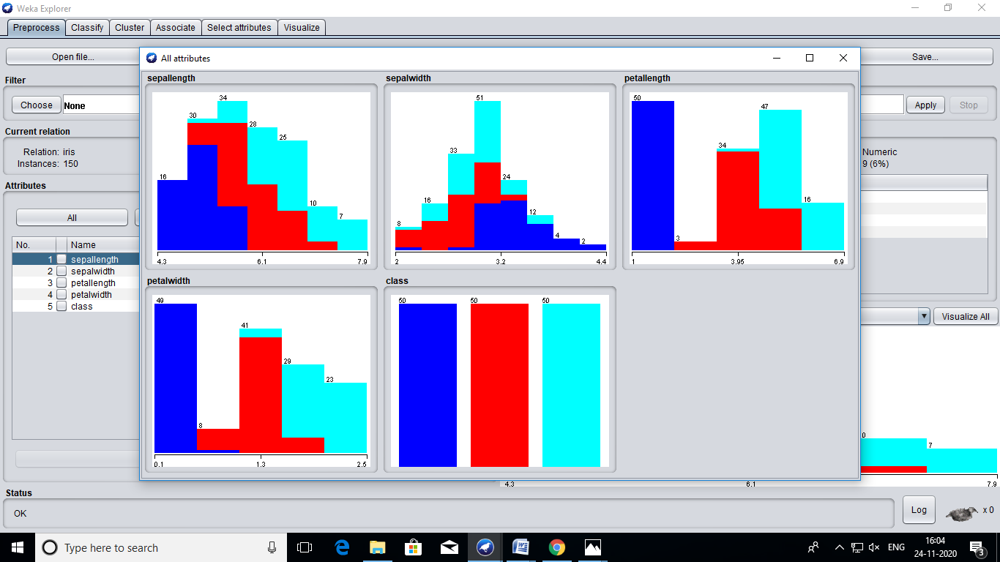 Weka Explorer
Preprocess Classify Cluster Associate Select attributes Visualize
Open file...
Save...
Filter
Choose None
Apply Stop
Current relation
Relation: iris
Instances: 150
Attributes
All
No. Name
1 sepallength
2 sepalwidth
3 petallength
4 petalwidth
5 class
All attributes
sepallength
16 30 34 28 25 10 7
4.3 6.1 7.9
sepalwidth
8 16 33 51 24 12 4 2
2 3.2 4.4
petallength
50 3 34 47 16
1 3.95 6.9
petalwidth
49 8 41 29 23
0.1 1.3 2.5
class
50 50 50
Numeric
9 (6%)
Visualize All
0 7
4.3 6.1 7.9
Status
OK
Log
x 0
Type here to search
ENG
16:04
24-11-2020
3